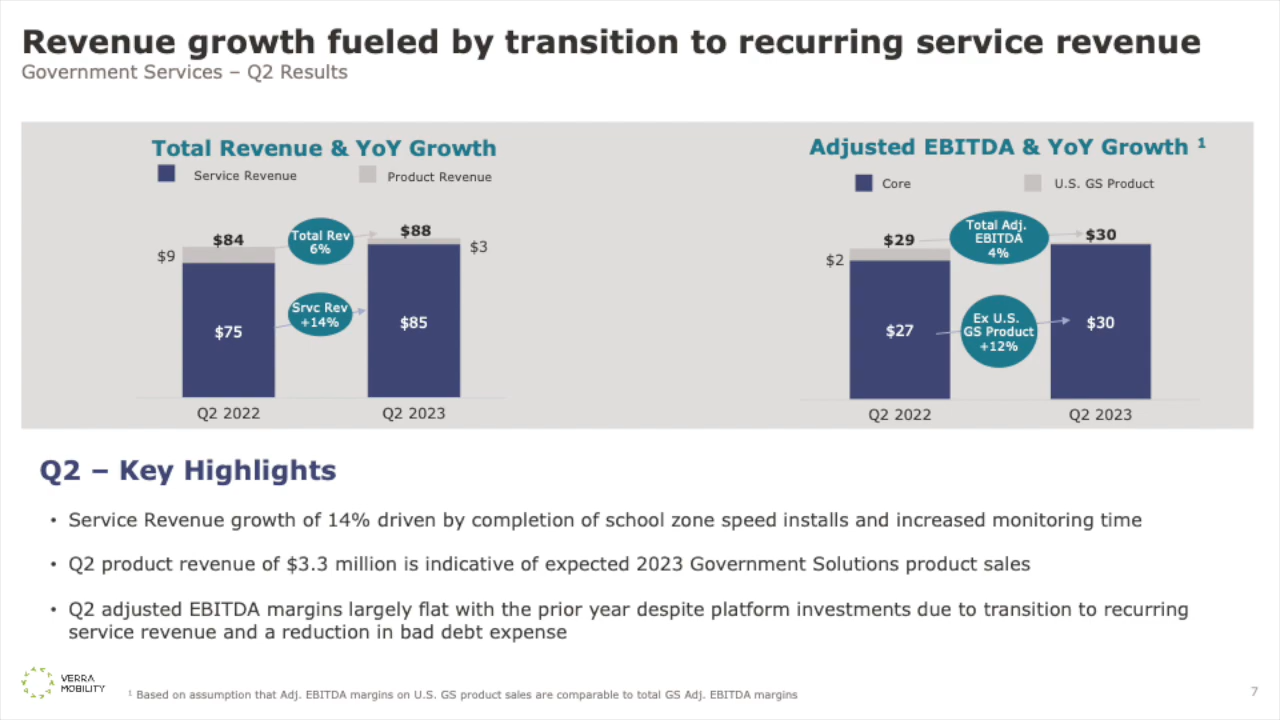 Revenue growth fueled by transition to recurring service revenue
Government Services – Q2 Results
Total Revenue & YoY Growth
Service Revenue
Product Revenue
$84
$9
$75
Q2 2022
Total Rev
6%
Srvc Rev
+14%
$88
$3
$85
Q2 2023
Adjusted EBITDA & YoY Growth ¹
Core
U.S. GS Product
$29
$2
$27
Q2 2022
Total Adj.
EBITDA
4%
Ex U.S.
GS Product
+12%
$30
$30
Q2 2023
Q2 – Key Highlights
• Service Revenue growth of 14% driven by completion of school zone speed installs and increased monitoring time
• Q2 product revenue of $3.3 million is indicative of expected 2023 Government Solutions product sales
• Q2 adjusted EBITDA margins largely flat with the prior year despite platform investments due to transition to recurring
service revenue and a reduction in bad debt expense
VERRA
MOBILITY
¹ Based on assumption that Adj. EBITDA margins on U.S. GS product sales are comparable to total GS Adj. EBITDA margins
7